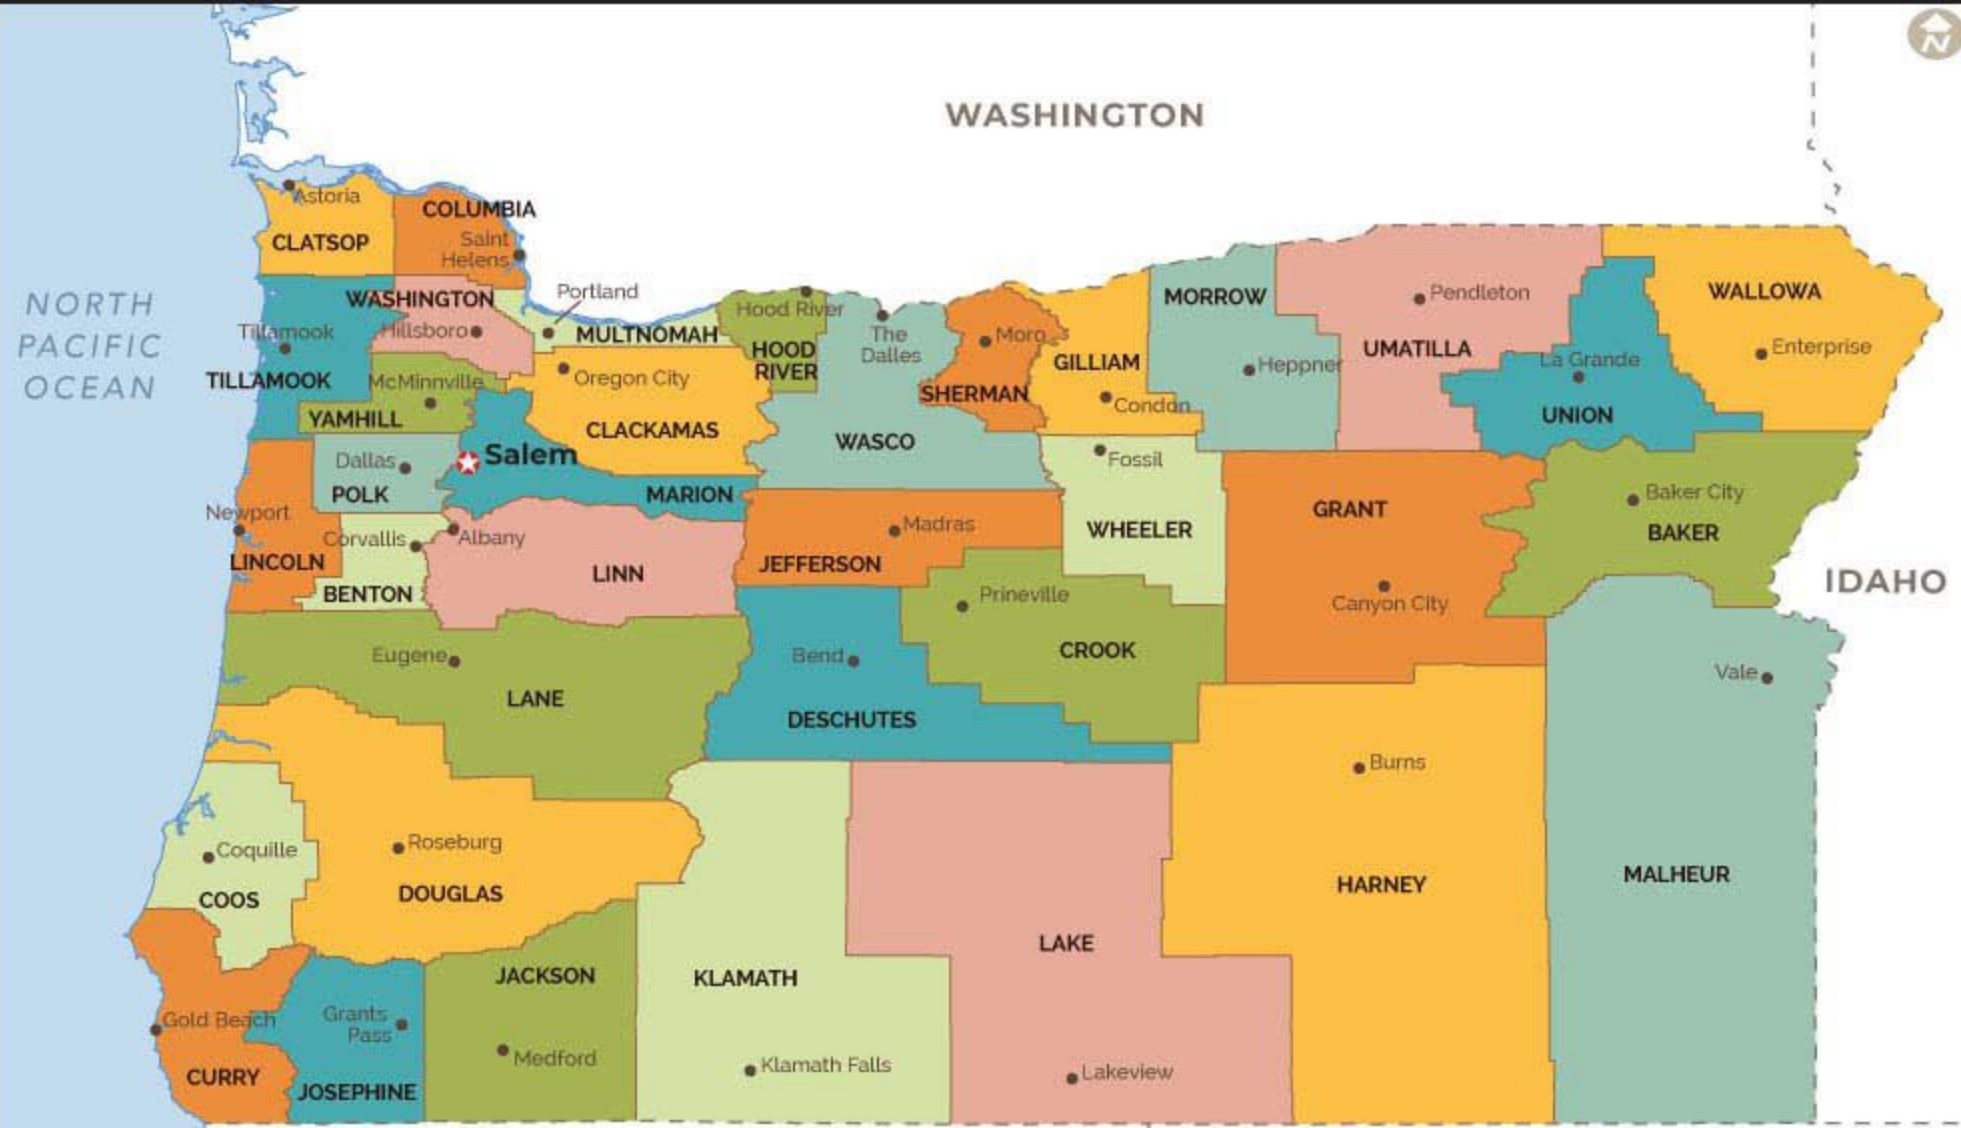 N
WASHINGTON
Astoria
COLUMBIA
CLATSOP
Saint
Helens
NORTH
PACIFIC
OCEAN
WASHINGTON
Portland
Hood River
MORROW
Pendleton
WALLOWA
Tillamook
Hillsboro
MULTNOMAH
The
Dalles
Moro
HOOD
RIVER
GILLIAM
UMATILLA
Enterprise
La Grande
Heppner
TILLAMOOK
McMinnville
Oregon City
SHERMAN
Condon
UNION
YAMHILL
CLACKAMAS
WASCO
Salem
Dallas
Fossil
POLK
MARION
Baker City
GRANT
Newport
Madras
WHEELER
BAKER
Corvallis
Albany
LINCOLN
JEFFERSON
LINN
IDAHO
BENTON
Prineville
Canyon City
Eugene
Bend
CROOK
Vale
LANE
DESCHUTES
Burns
Roseburg
Coquille
MALHEUR
DOUGLAS
HARNEY
COOS
LAKE
JACKSON
KLAMATH
Gold Beach
Grants
Pass
Medford
Klamath Falls
Lakeview
CURRY
JOSEPHINE